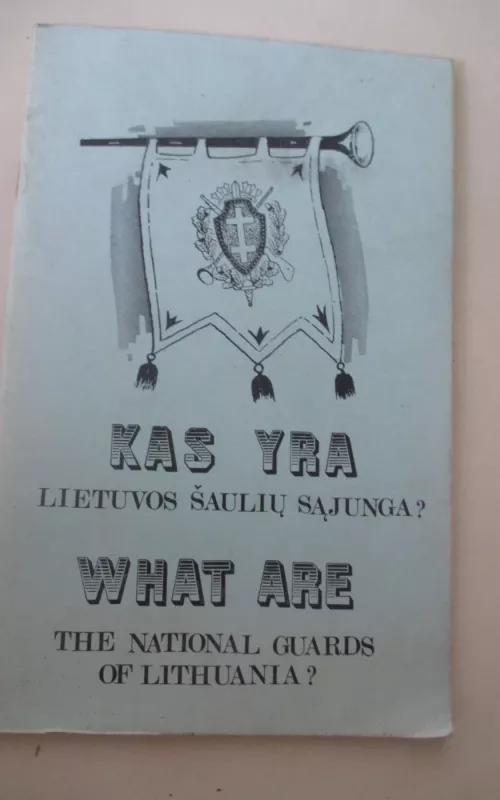 KAS YRA
LIETUVOS ŠAULIŲ SĄJUNGA?
WHAT ARE
THE NATIONAL GUARDS
OF LITHUANIA?